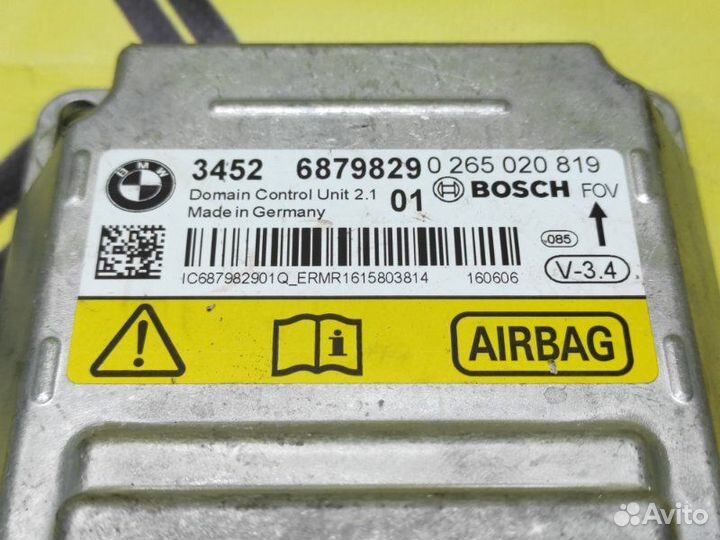 BMW
3452 6879829 0 265 020 819
Domain Control Unit 2.1 01 BOSCH FOV
Made in Germany
085
V-3.4
IC687982901Q_ERMR1615803814 160606
i
AIRBAG
Avito